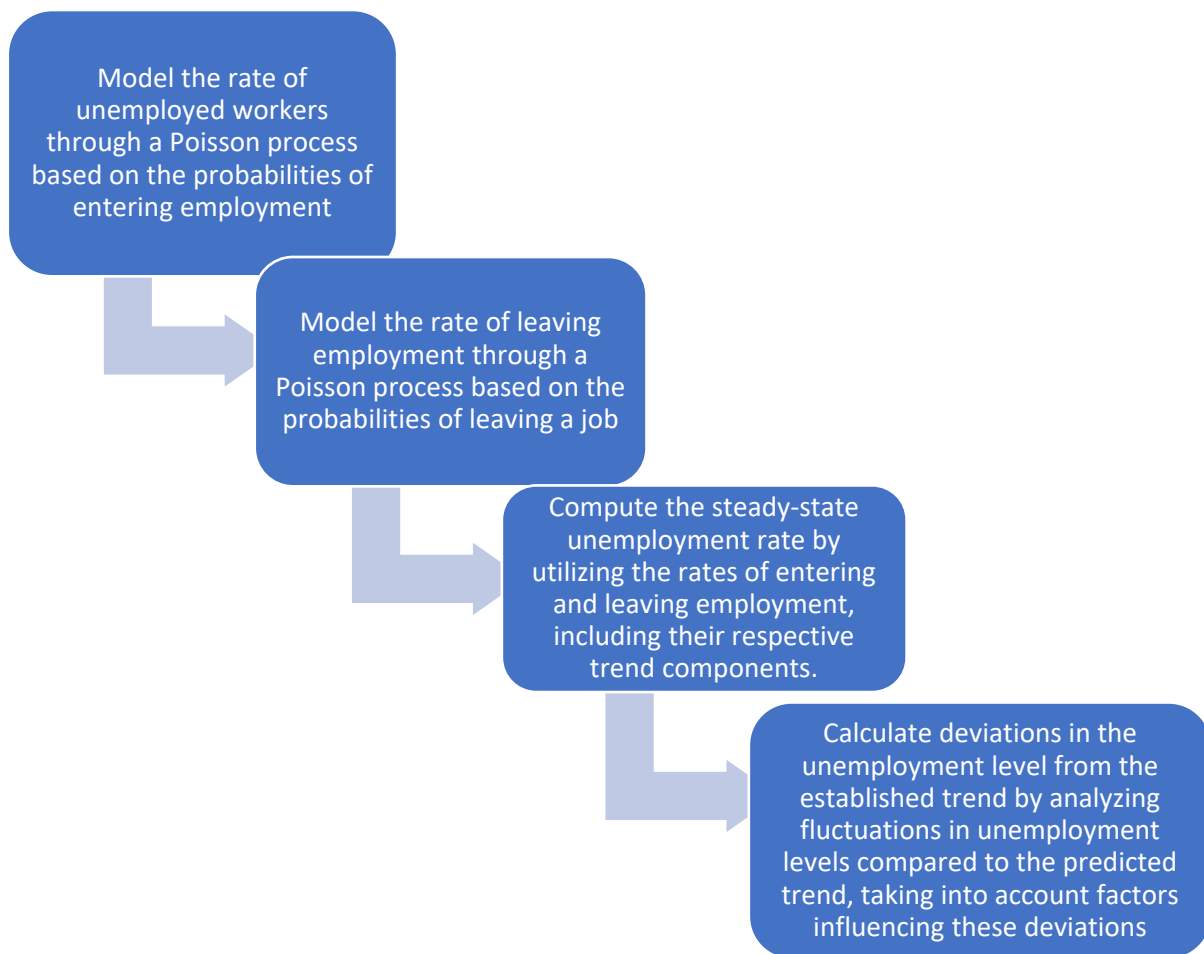 Model the rate of
unemployed workers
through a Poisson process
based on the probabilities of
entering employment
Model the rate of leaving
employment through a
Poisson process based on the
probabilities of leaving a job
Compute the steady-state
unemployment rate by
utilizing the rates of entering
and leaving employment,
including their respective
trend components.
Calculate deviations in the
unemployment level from the
established trend by analyzing
fluctuations in unemployment
levels compared to the predicted
trend, taking into account factors
influencing these deviations